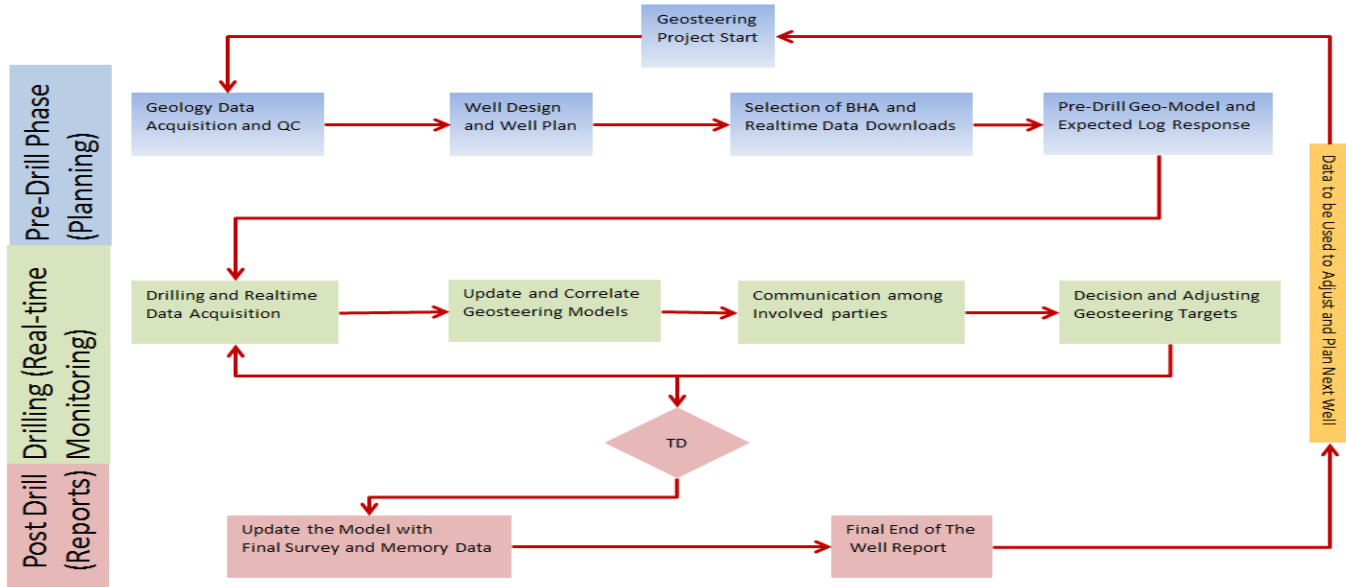 Geosteering
Project Start
Pre-Drill Phase
(Planning)
Geology Data
Acquisition and QC
Well Design
and Well Plan
Selection of BHA and
Realtime Data Downloads
Pre-Drill Geo-Model and
Expected Log Response
Data to be Used to Adjust and Plan Next Well
Drilling (Real-time
Monitoring)
Drilling and Realtime
Data Acquisition
Update and Correlate
Geosteering Models
Communication among
Involved parties
Decision and Adjusting
Geosteering Targets
TD
Post Drill
(Reports)
Update the Model with
Final Survey and Memory Data
Final End of The
Well Report